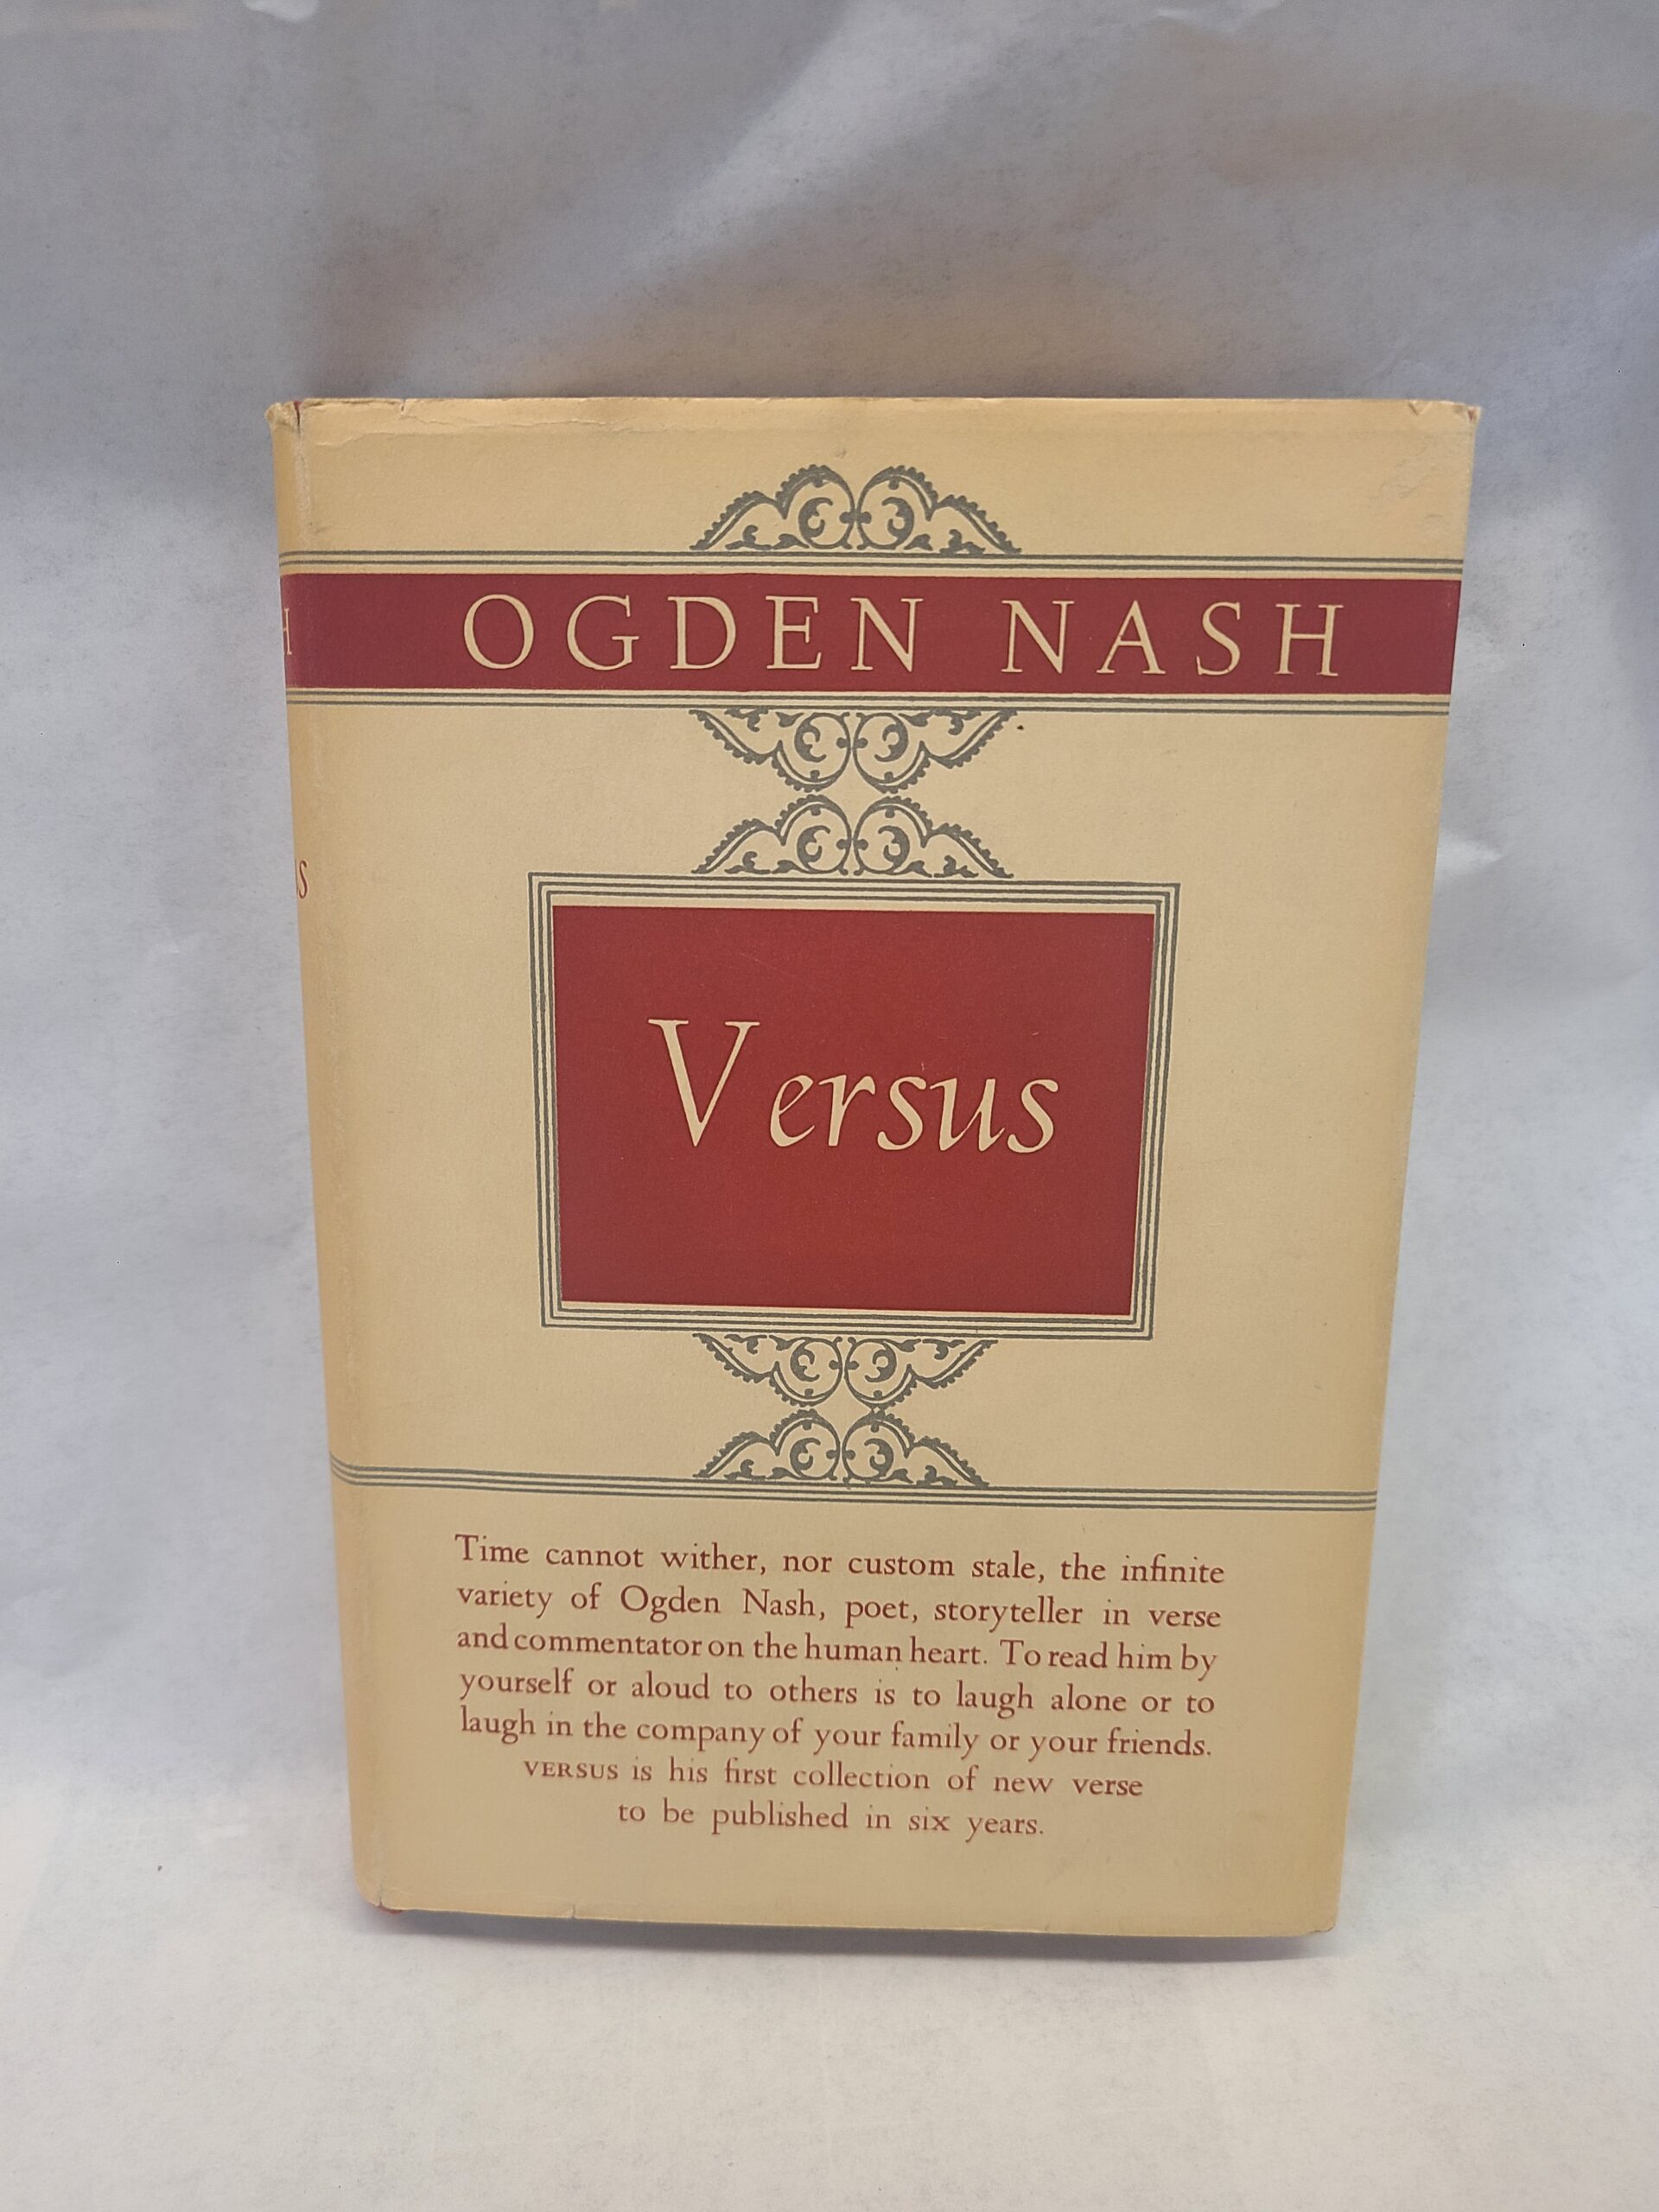 OGDEN NASH
Versus
Time cannot wither, nor custom stale, the infinite
variety of Ogden Nash, poet, storyteller in verse
and commentator on the human heart. To read him by
yourself or aloud to others is to laugh alone or to
laugh in the company of your family or your friends.
VERSUS is his first collection of new verse
to be published in six years.